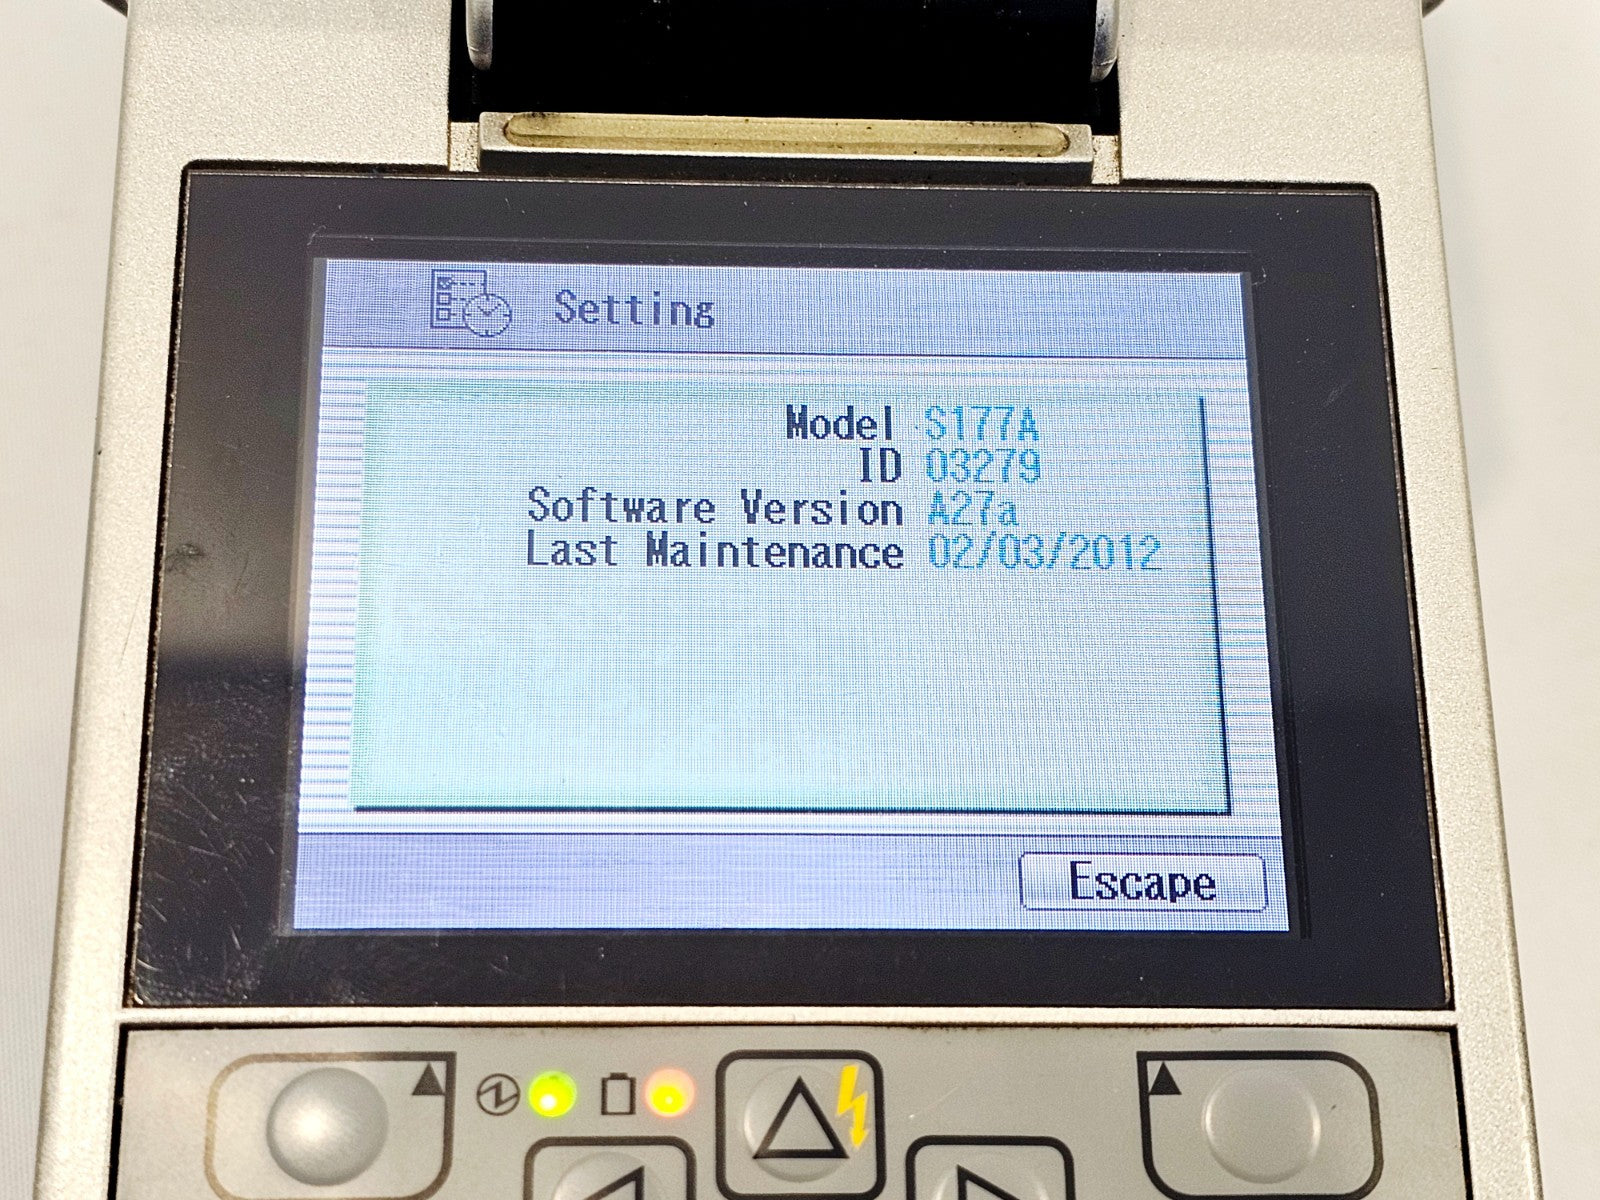 Setting
Model S177A
ID 03279
Software Version A27a
Last Maintenance 02/03/2012
Escape